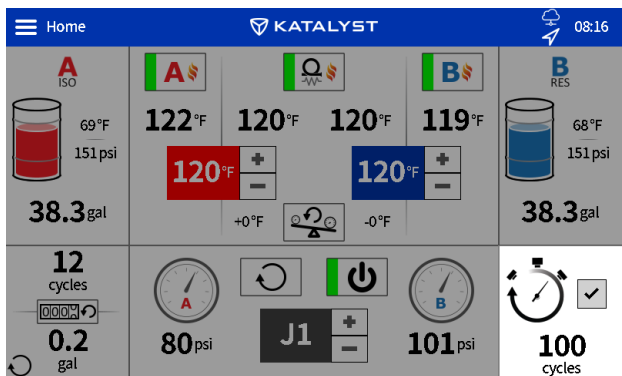 Home
KATALYST
08:16
A
ISO
69°F
151 psi
38.3 gal
A
B
122°F
120°F
120°F
119°F
120°F
+
−
120°F
+
−
+0°F
-0°F
B
RES
68°F
151 psi
38.3 gal
12
cycles
0.2
gal
A
80 psi
J1
+
−
B
101 psi
100
cycles